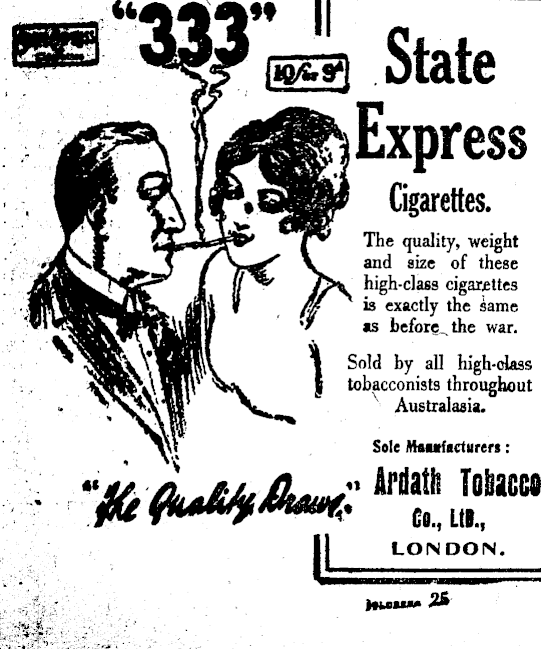 "333"
10 for 9d
State
Express
Cigarettes.
The quality, weight
and size of these
high-class cigarettes
is exactly the same
as before the war.
Sold by all high-class
tobacconists throughout
Australasia.
Sole Manufacturers :
Ardath Tobacco
Co., Ltd.,
LONDON.
"The Quality Draws."
25